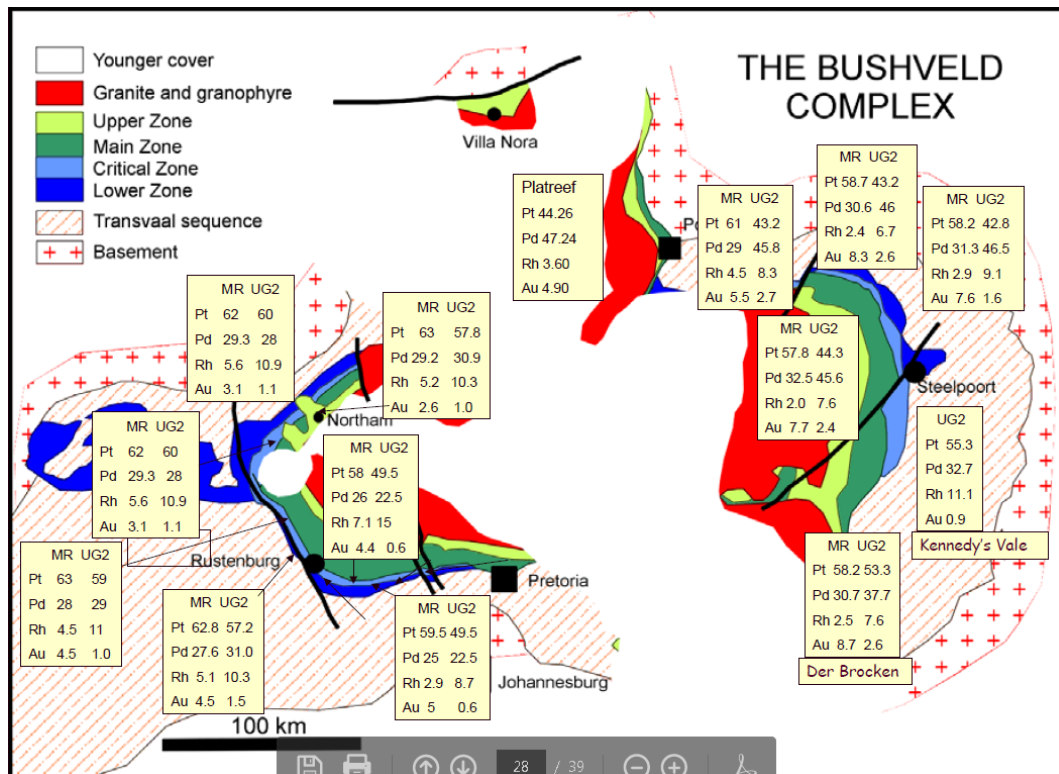 THE BUSHVELD
COMPLEX
Younger cover
Granite and granophyre
Upper Zone
Main Zone
Critical Zone
Lower Zone
Transvaal sequence
Basement
Villa Nora
Platreef
Pt 44.26
Pd 47.24
Rh 3.60
Au 4.90
MR UG2
Pt 61 43.2
Pd 29 45.8
Rh 4.5 8.3
Au 5.5 2.7
MR UG2
Pt 58.7 43.2
Pd 30.6 46
Rh 2.4 6.7
Au 8.3 2.6
MR UG2
Pt 58.2 42.8
Pd 31.3 46.5
Rh 2.9 9.1
Au 7.6 1.6
MR UG2
Pt 62 60
Pd 29.3 28
Rh 5.6 10.9
Au 3.1 1.1
MR UG2
Pt 63 57.8
Pd 29.2 30.9
Rh 5.2 10.3
Au 2.6 1.0
Northam
MR UG2
Pt 57.8 44.3
Pd 32.5 45.6
Rh 2.0 7.6
Au 7.7 2.4
Steelpoort
MR UG2
Pt 62 60
Pd 29.3 28
Rh 5.6 10.9
Au 3.1 1.1
MR UG2
Pt 58 49.5
Pd 26 22.5
Rh 7.1 15
Au 4.4 0.6
UG2
Pt 55.3
Pd 32.7
Rh 11.1
Au 0.9
Kennedy's Vale
MR UG2
Pt 63 59
Pd 28 29
Rh 4.5 11
Au 4.5 1.0
Rustenburg
Pretoria
MR UG2
Pt 62.8 57.2
Pd 27.6 31.0
Rh 5.1 10.3
Au 4.5 1.5
MR UG2
Pt 59.5 49.5
Pd 25 22.5
Rh 2.9 8.7
Au 5 0.6
Johannesburg
MR UG2
Pt 58.2 53.3
Pd 30.7 37.7
Rh 2.5 7.6
Au 8.7 2.6
Der Brocken
100 km
28 / 39